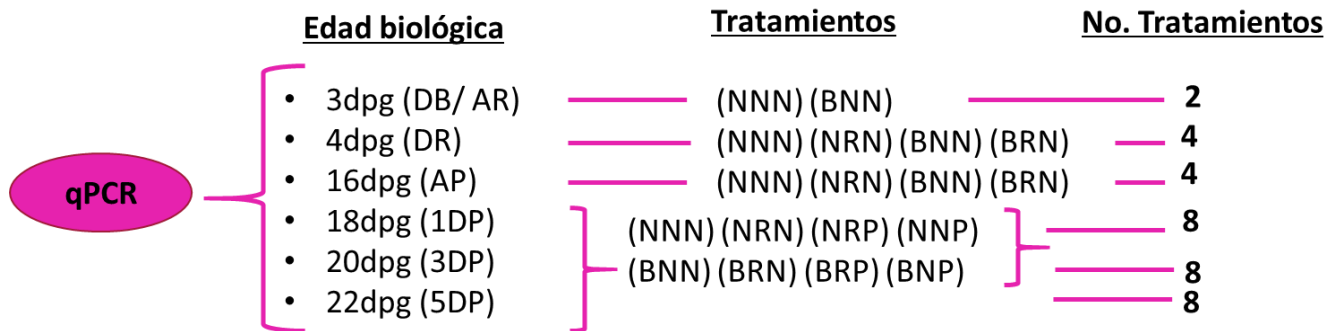 Edad biológica Tratamientos No. Tratamientos
• 3dpg (DB/ AR) (NNN) (BNN) 2
• 4dpg (DR) (NNN) (NRN) (BNN) (BRN) 4
qPCR
• 16dpg (AP) (NNN) (NRN) (BNN) (BRN) 4
• 18dpg (1DP) (NNN) (NRN) (NRP) (NNP) 8
• 20dpg (3DP) (BNN) (BRN) (BRP) (BNP) 8
• 22dpg (5DP) 8